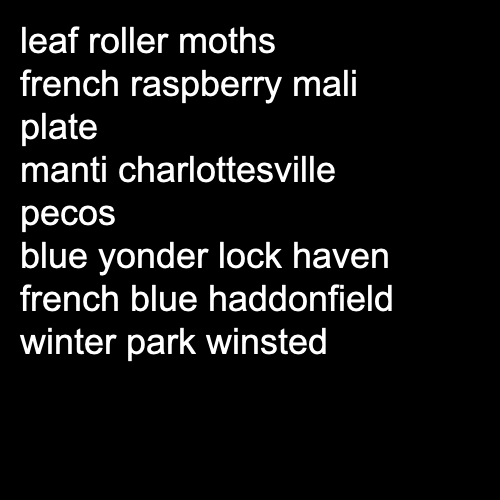 leaf roller moths
french raspberry mali
plate
manti charlottesville
pecos
blue yonder lock haven
french blue haddonfield
winter park winsted